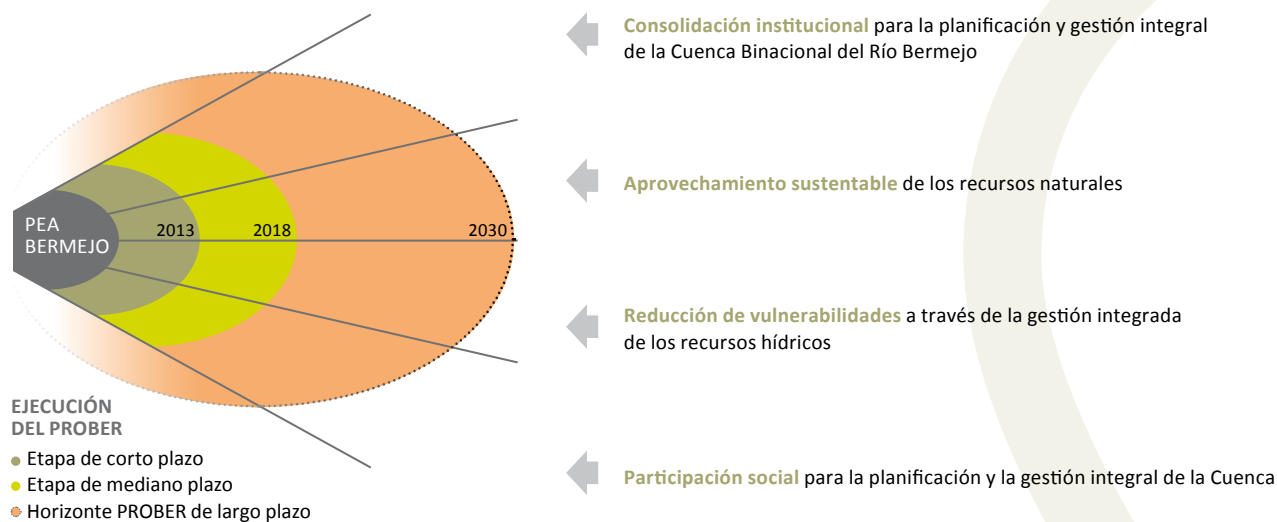 Consolidación institucional para la planificación y gestión integral
de la Cuenca Binacional del Río Bermejo
Aprovechamiento sustentable de los recursos naturales
PEA
BERMEJO
2013
2018
2030
Reducción de vulnerabilidades a través de la gestión integrada
de los recursos hídricos
EJECUCIÓN
DEL PROBER
Etapa de corto plazo
Etapa de mediano plazo
Horizonte PROBER de largo plazo
Participación social para la planificación y la gestión integral de la Cuenca